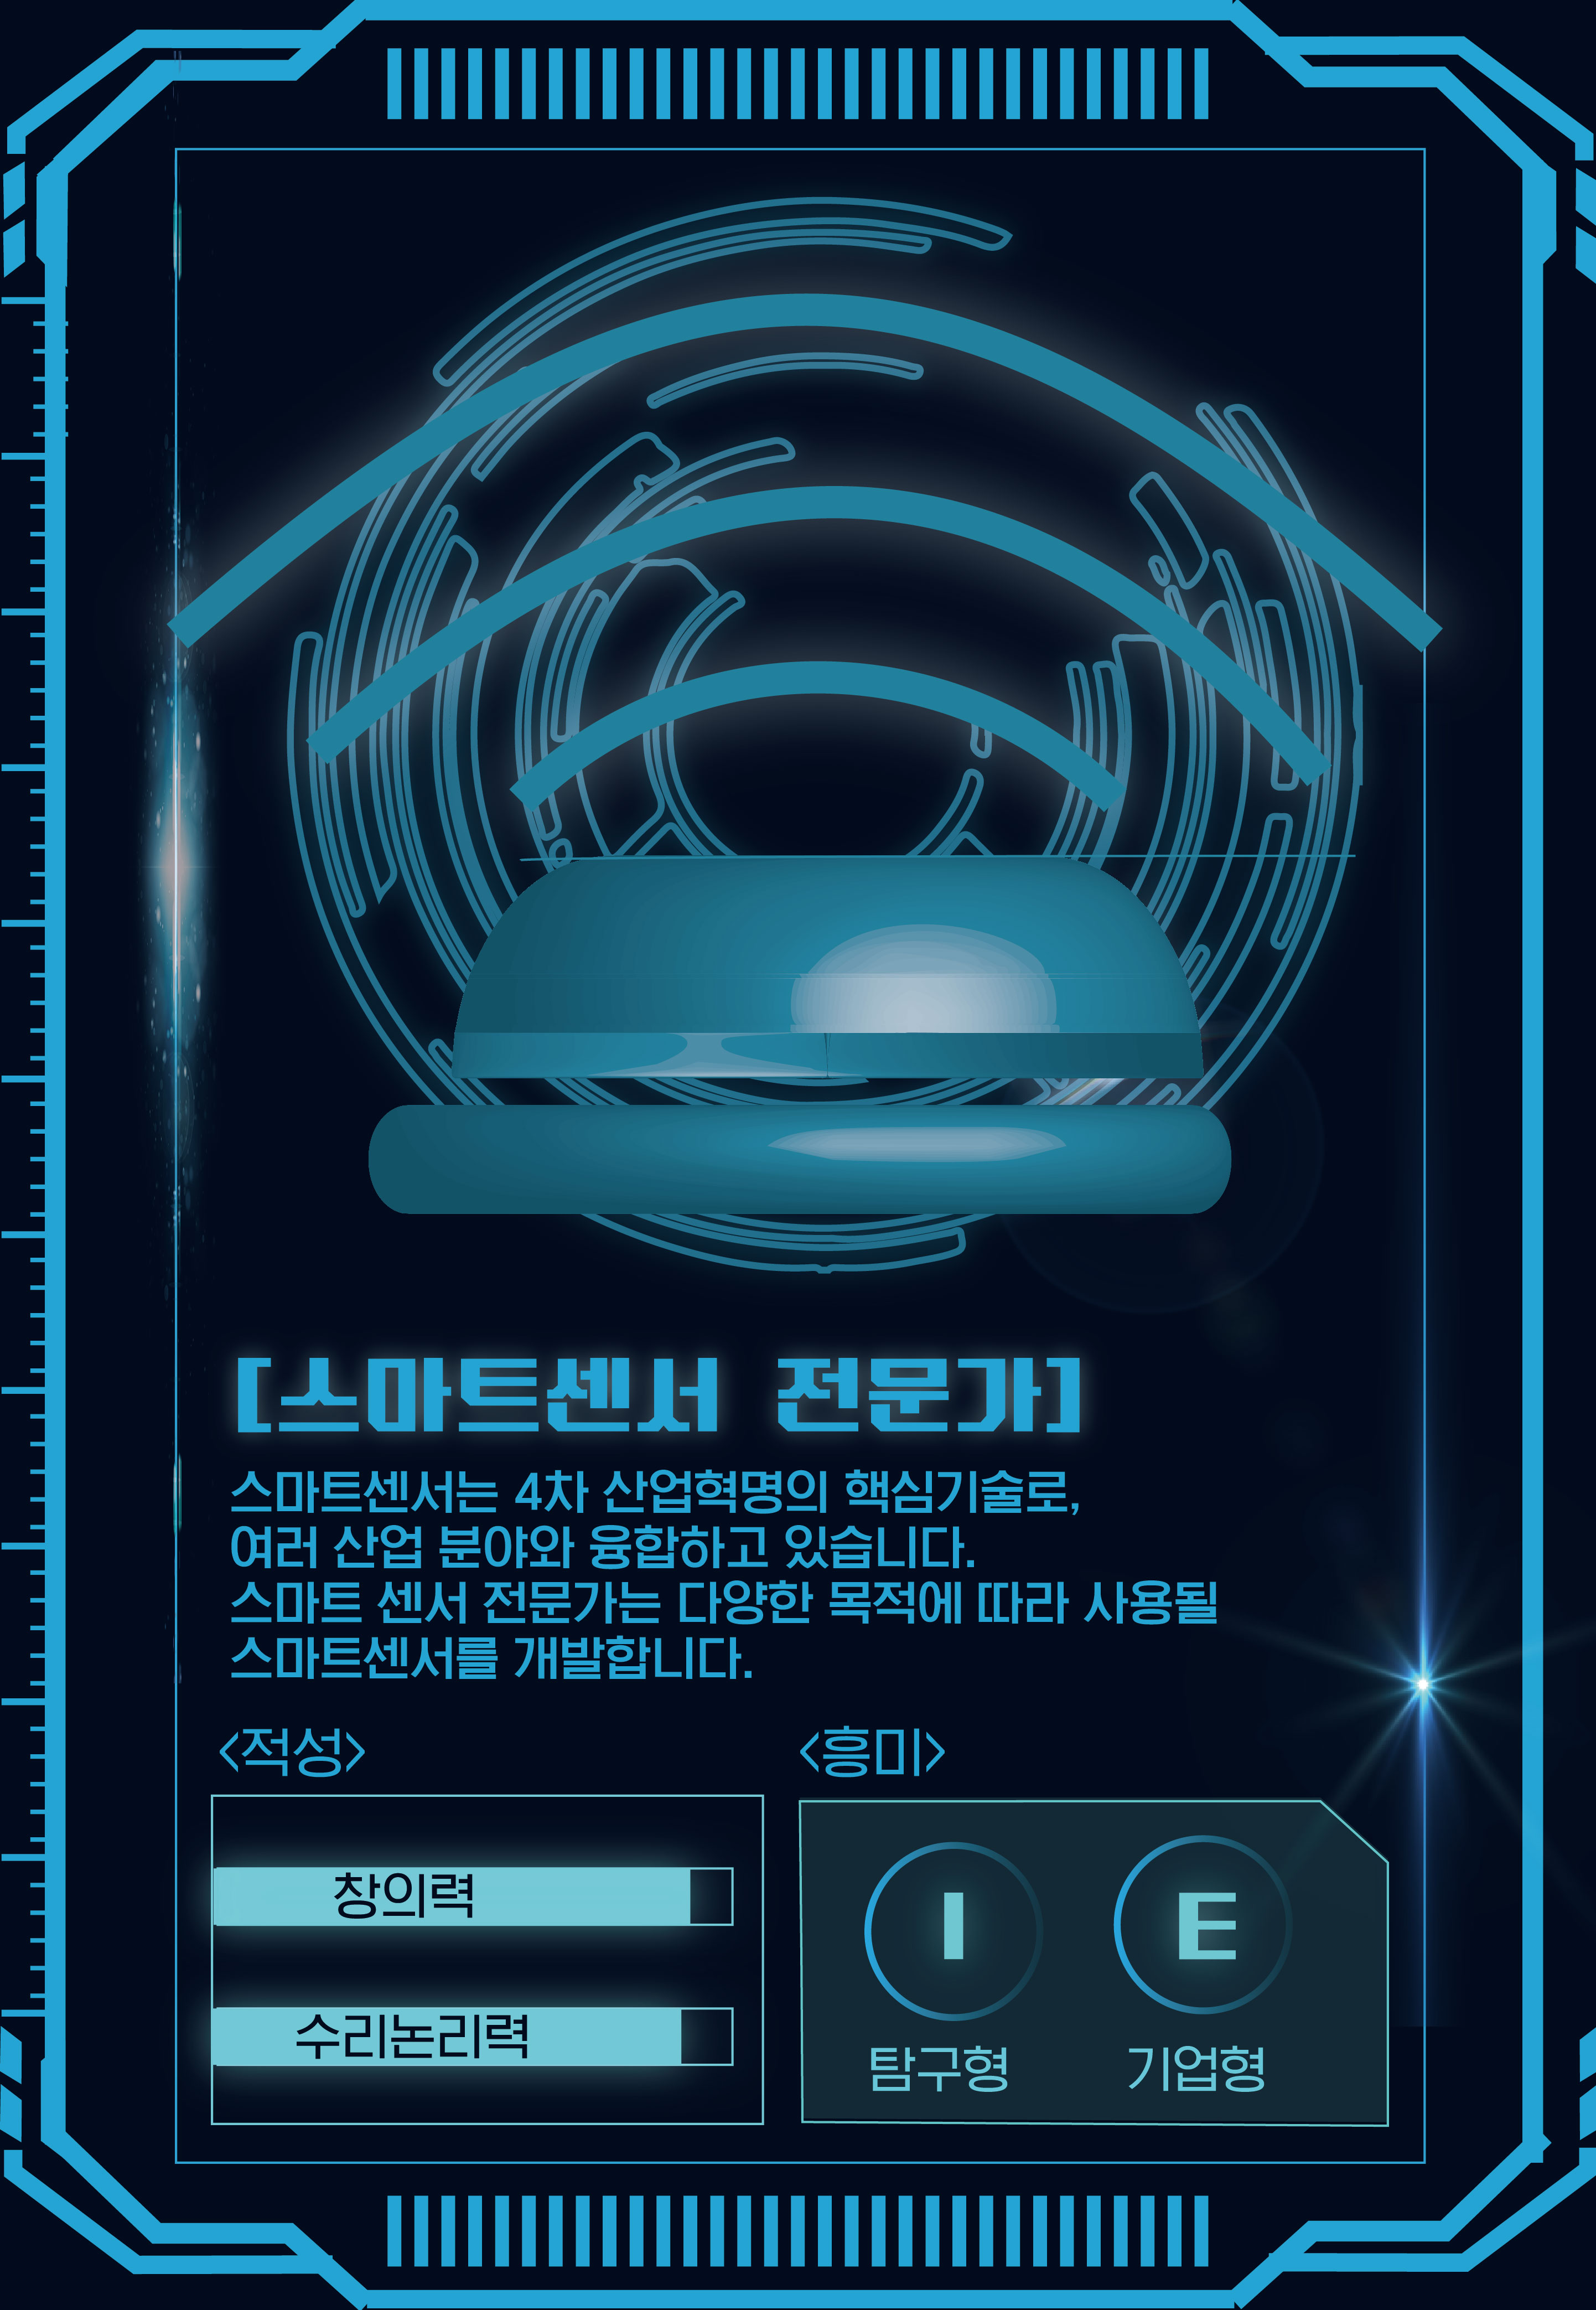 [스마트센서 전문가]
스마트센서는 4차 산업혁명의 핵심기술로,
여러 산업 분야와 융합하고 있습니다.
스마트 센서 전문가는 다양한 목적에 따라 사용될
스마트센서를 개발합니다.
<적성>
창의력
수리논리력
<흥미>
I E
탐구형 기업형